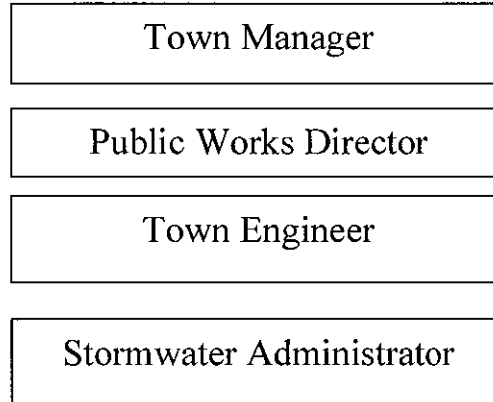 Town Manager
Public Works Director
Town Engineer
Stormwater Administrator